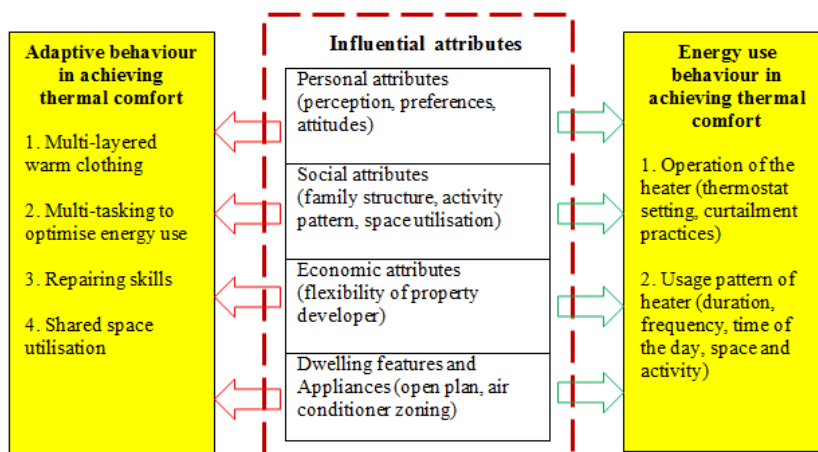 Adaptive behaviour
in achieving
thermal comfort
1. Multi-layered
warm clothing
2. Multi-tasking to
optimise energy use
3. Repairing skills
4. Shared space
utilisation
Influential attributes
Personal attributes
(perception, preferences,
attitudes)
Social attributes
(family structure, activity
pattern, space utilisation)
Economic attributes
(flexibility of property
developer)
Dwelling features and
Appliances (open plan, air
conditioner zoning)
Energy use
behaviour in
achieving thermal
comfort
1. Operation of the
heater (thermostat
setting, curtailment
practices)
2. Usage pattern of
heater (duration,
frequency, time of
the day, space and
activity)